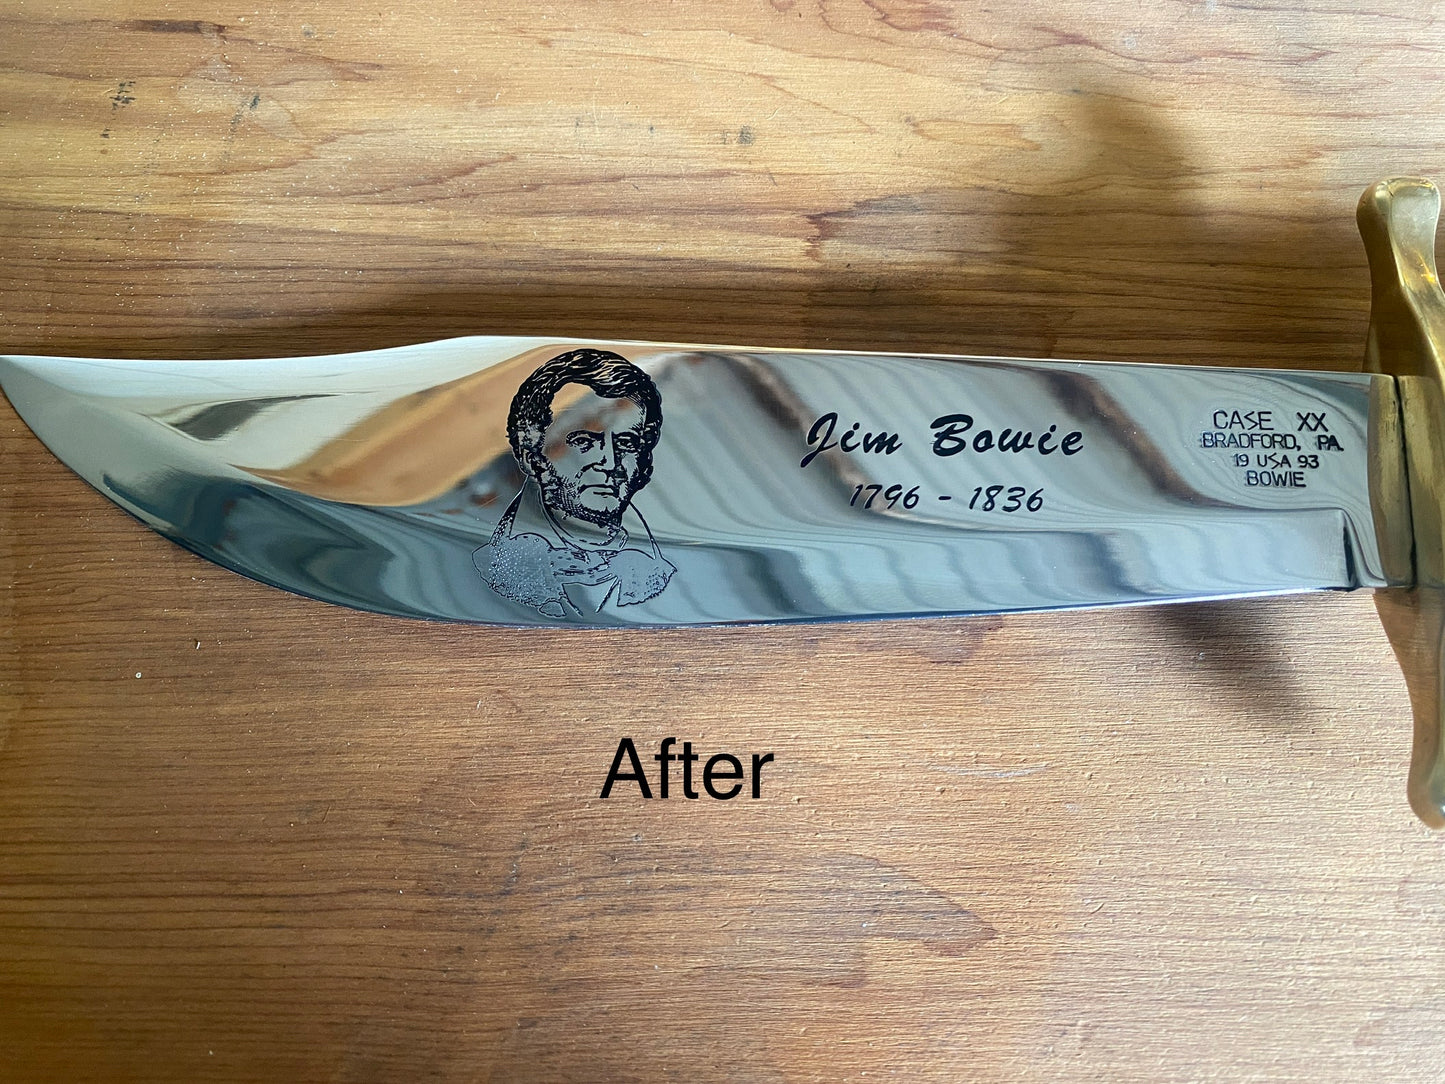 Jim Bowie
1796 - 1836
CASE XX
BRADFORD, PA.
19 USA 93
BOWIE
After